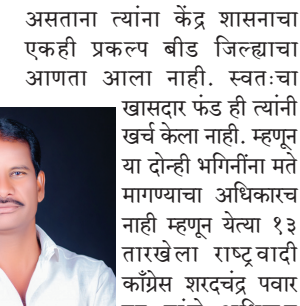 असताना त्यांना केंद्र शासनाचा
एकही प्रकल्प बीड जिल्ह्याचा
आणता आला नाही. स्वतःचा
खासदार फंड ही त्यांनी
खर्च केला नाही. म्हणून
या दोन्ही भगिनींना मते
मागण्याचा अधिकारच
नाही म्हणून येत्या १३
तारखेला राष्ट्रवादी
काँग्रेस शरदचंद्र पवार